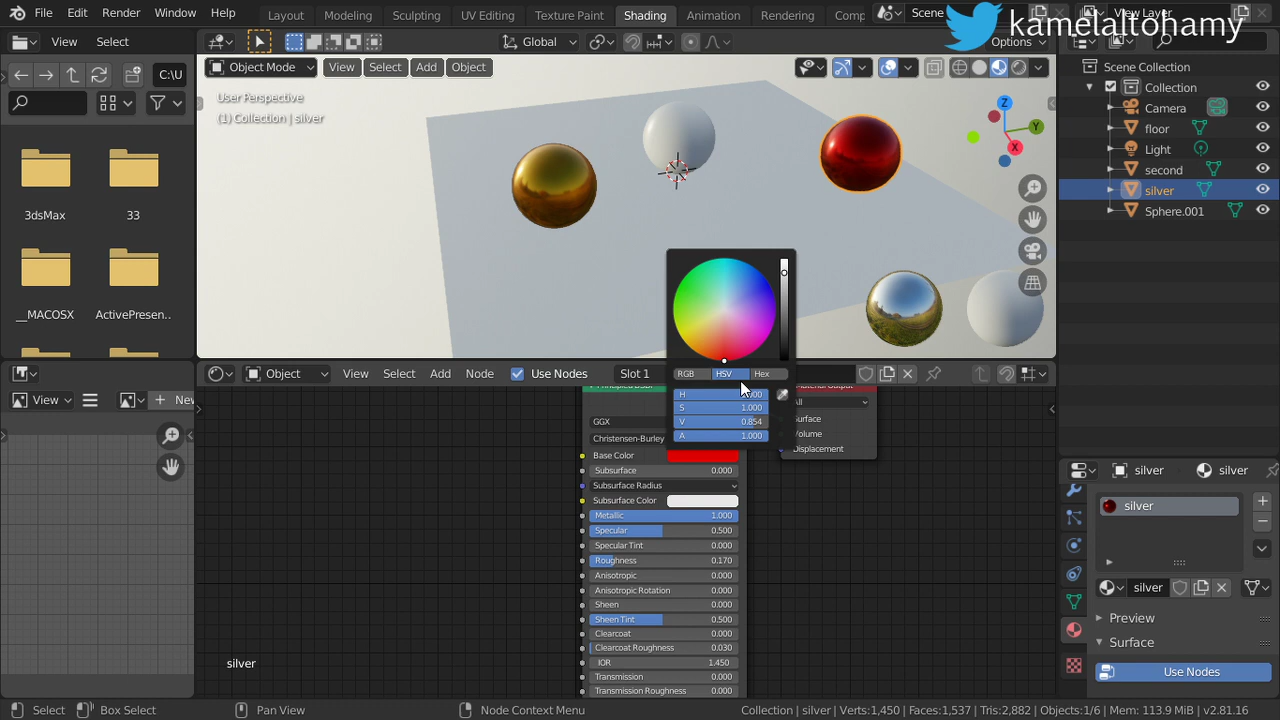 File Edit Render Window Help Layout Modeling Sculpting UV Editing Texture Paint Shading Animation Rendering Comp Scene View Layer
kamelaltohamy
View Select Global Options
Object Mode View Select Add Object
C:\U
User Perspective
(1) Collection | silver
Z
Y
X
3dsMax 33
__MACOSX ActivePresen..
Scene Collection
Collection
Camera
floor
Light
second
silver
Sphere.001
View New
Object View Select Add Node Use Nodes Slot 1
RGB HSV Hex
H
S 1.000
V 0.854
A 1.000
All
Surface
Volume
Displacement
GGX
Christensen-Burley
Base Color
Subsurface 0.000
Subsurface Radius
Subsurface Color
Metallic 1.000
Specular 0.500
Specular Tint 0.000
Roughness 0.170
Anisotropic 0.000
Anisotropic Rotation 0.000
Sheen 0.000
Sheen Tint 0.500
Clearcoat 0.000
Clearcoat Roughness 0.030
IOR 1.450
Transmission 0.000
Transmission Roughness 0.000
silver
silver silver
silver
silver
Preview
Surface
Use Nodes
Select Box Select Pan View Node Context Menu Collection | silver | Verts:1,450 | Faces:1,537 | Tris:2,882 | Objects:1/6 | Mem: 113.9 MiB | v2.81.16